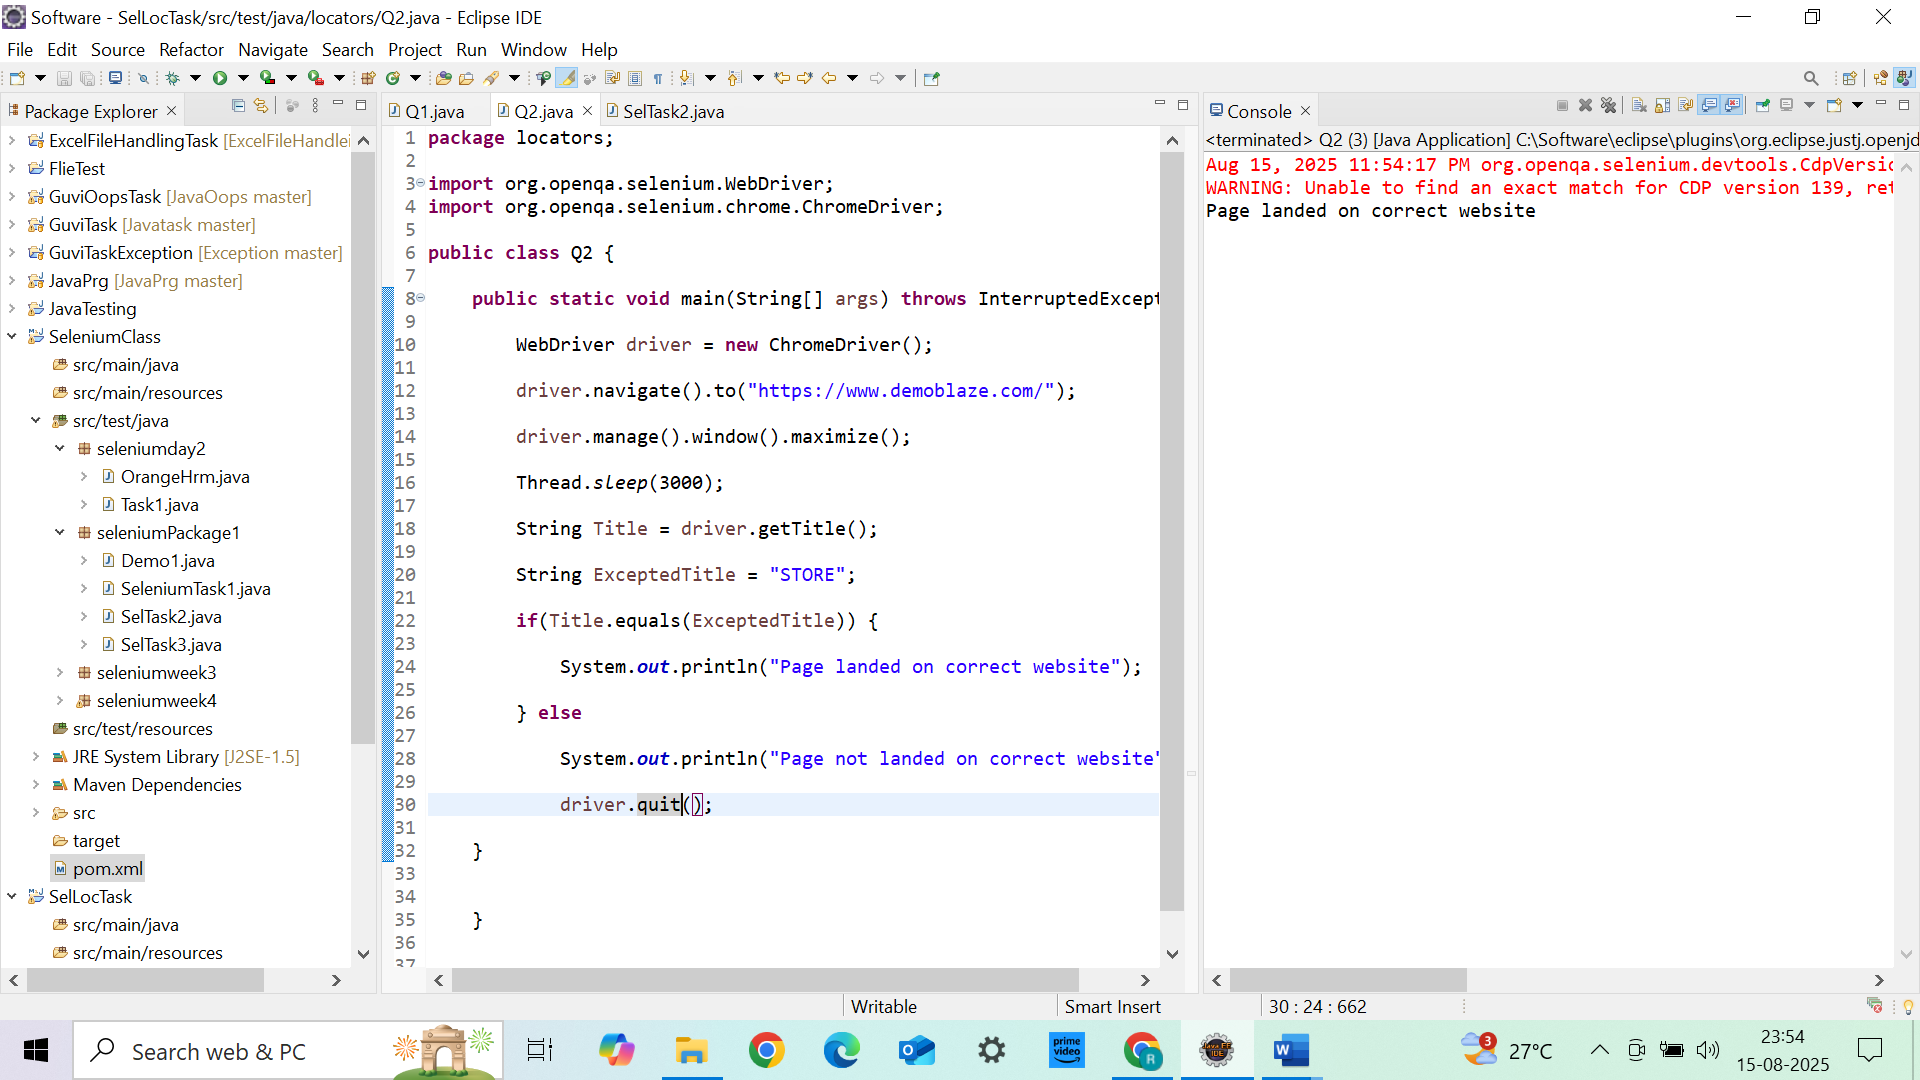 Software - SelLocTask/src/test/java/locators/Q2.java - Eclipse IDE
File Edit Source Refactor Navigate Search Project Run Window Help
Package Explorer
ExcelFileHandlingTask [ExcelFileHandlei
FlieTest
GuviOopsTask [JavaOops master]
GuviTask [Javatask master]
GuviTaskException [Exception master]
JavaPrg [JavaPrg master]
JavaTesting
SeleniumClass
src/main/java
src/main/resources
src/test/java
seleniumday2
OrangeHrm.java
Task1.java
seleniumPackage1
Demo1.java
SeleniumTask1.java
SelTask2.java
SelTask3.java
seleniumweek3
seleniumweek4
src/test/resources
JRE System Library [J2SE-1.5]
Maven Dependencies
src
target
pom.xml
SelLocTask
src/main/java
src/main/resources
Q1.java Q2.java SelTask2.java
1 package locators;
2
3 import org.openqa.selenium.WebDriver;
4 import org.openqa.selenium.chrome.ChromeDriver;
5
6 public class Q2 {
7
8 public static void main(String[] args) throws InterruptedExcept
9
10 WebDriver driver = new ChromeDriver();
11
12 driver.navigate().to("https://www.demoblaze.com/");
13
14 driver.manage().window().maximize();
15
16 Thread.sleep(3000);
17
18 String Title = driver.getTitle();
19
20 String ExceptedTitle = "STORE";
21
22 if(Title.equals(ExceptedTitle)) {
23
24 System.out.println("Page landed on correct website");
25
26 } else
27
28 System.out.println("Page not landed on correct website"
29
30 driver.quit();
31
32 }
33
34
35 }
36
37
Console
<terminated> Q2 (3) [Java Application] C:\Software\eclipse\plugins\org.eclipse.justj.openjd
Aug 15, 2025 11:54:17 PM org.openqa.selenium.devtools.CdpVersio
WARNING: Unable to find an exact match for CDP version 139, ret
Page landed on correct website
Writable Smart Insert 30 : 24 : 662
Search web & PC
prime video
R
Java EE IDE
W
3
27°C
23:54
15-08-2025